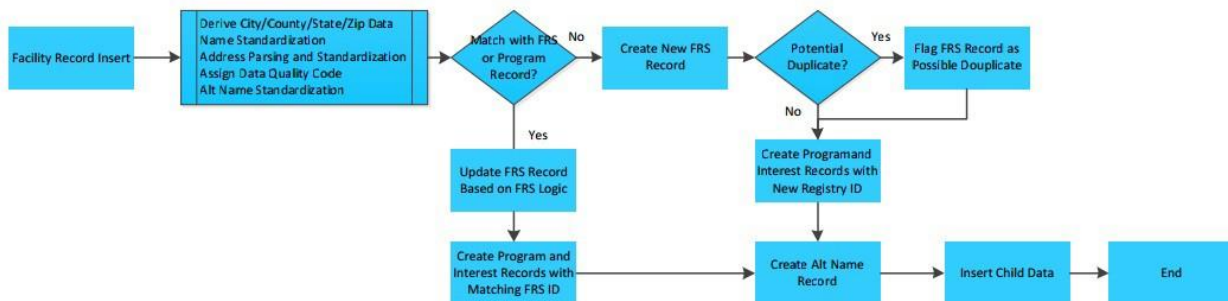 Facility Record Insert
Derive City/County/State/Zip Data
Name Standardization
Address Parsing and Standardization
Assign Data Quality Code
Alt Name Standardization
Match with FRS
or Program
Record?
No
Create New FRS
Record
Potential
Duplicate?
Yes
Flag FRS Record as
Possible Douplicate
Yes
No
Update FRS Record
Based on FRS Logic
Create Programand
Interest Records with
New Registry ID
Create Program and
Interest Records with
Matching FRS ID
Create Alt Name
Record
Insert Child Data
End